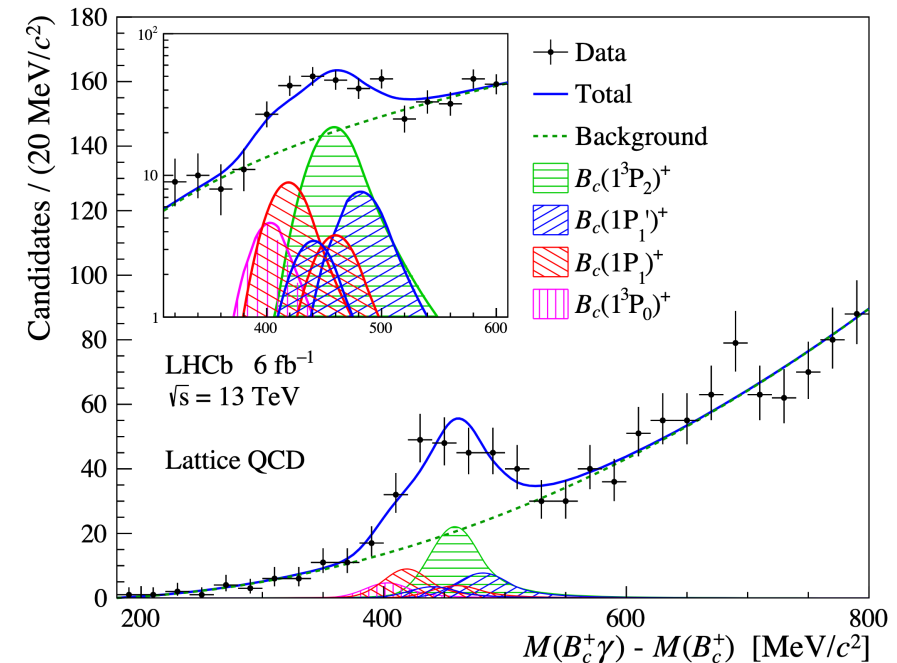 Candidates / (20 MeV/c²)
180
160
140
120
100
80
60
40
20
0
10²
10
1
400 500 600
Data
Total
Background
B_c(1³P₂)⁺
B_c(1P₁')⁺
B_c(1P₁)⁺
B_c(1³P₀)⁺
LHCb 6 fb⁻¹
√s = 13 TeV
Lattice QCD
200 400 600 800
M(B_c⁺γ) - M(B_c⁺) [MeV/c²]